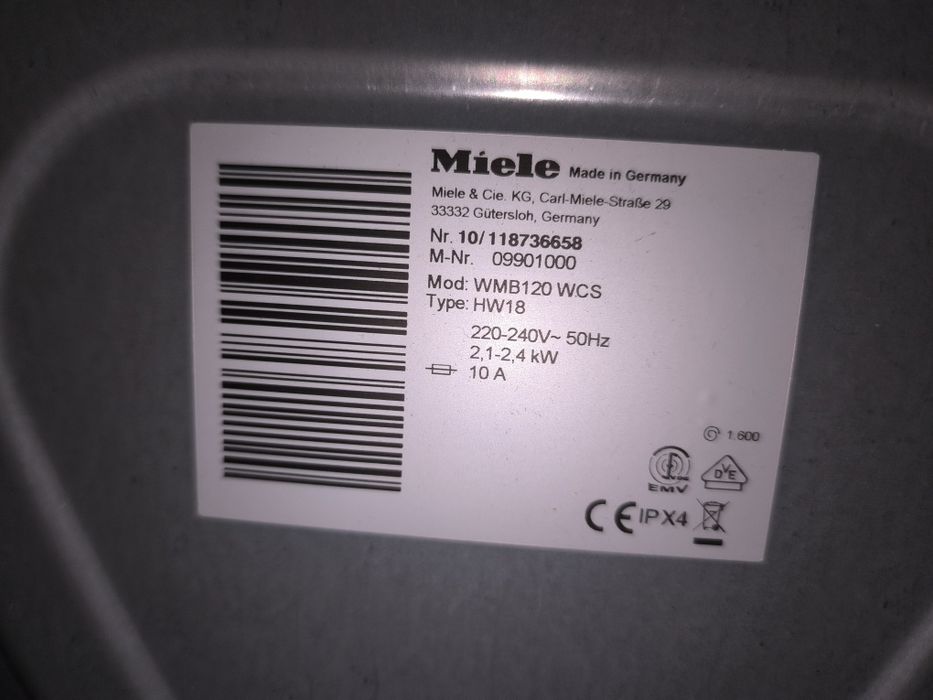 Miele Made in Germany
Miele & Cie. KG, Carl-Miele-Straße 29
33332 Gütersloh, Germany
Nr. 10/118736658
M-Nr. 09901000
Mod: WMB120 WCS
Type: HW18
220-240V~ 50Hz
2,1-2,4 kW
10 A
1.600
DVE
EMV
CE IPX4